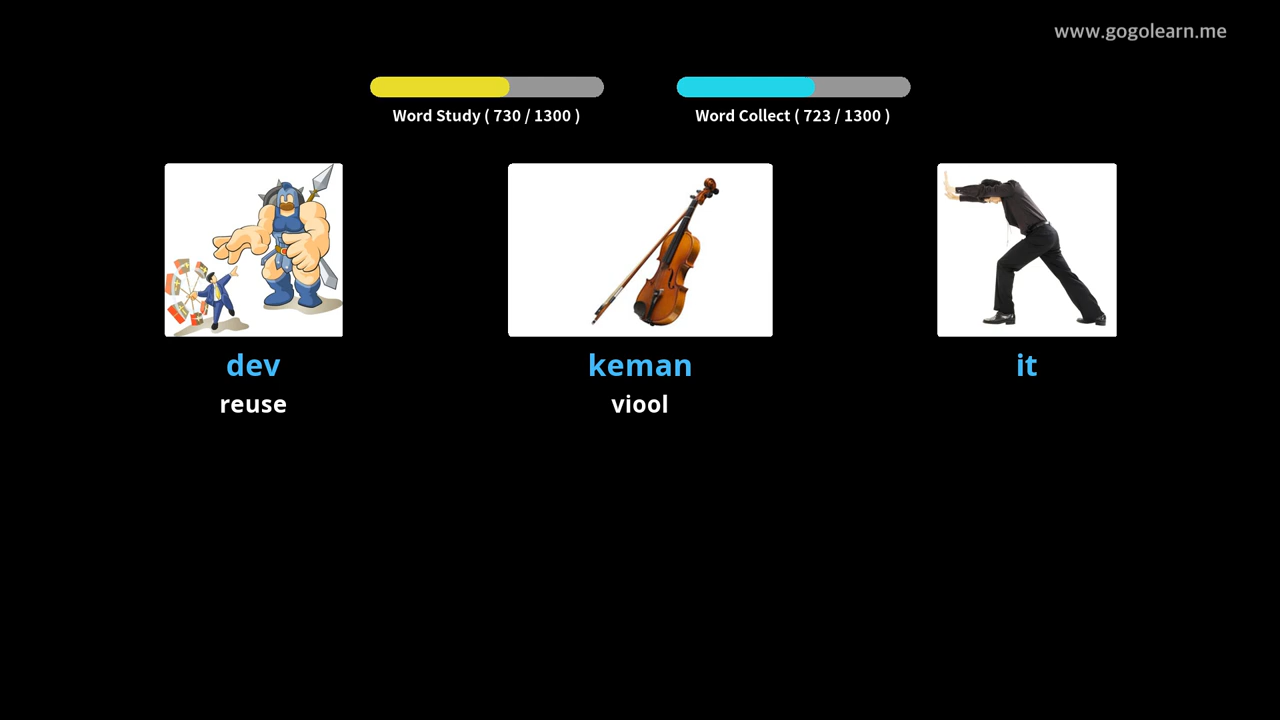 www.gogolearn.me
Word Study ( 730 / 1300 )
Word Collect ( 723 / 1300 )
dev
keman
it
reuse
viool